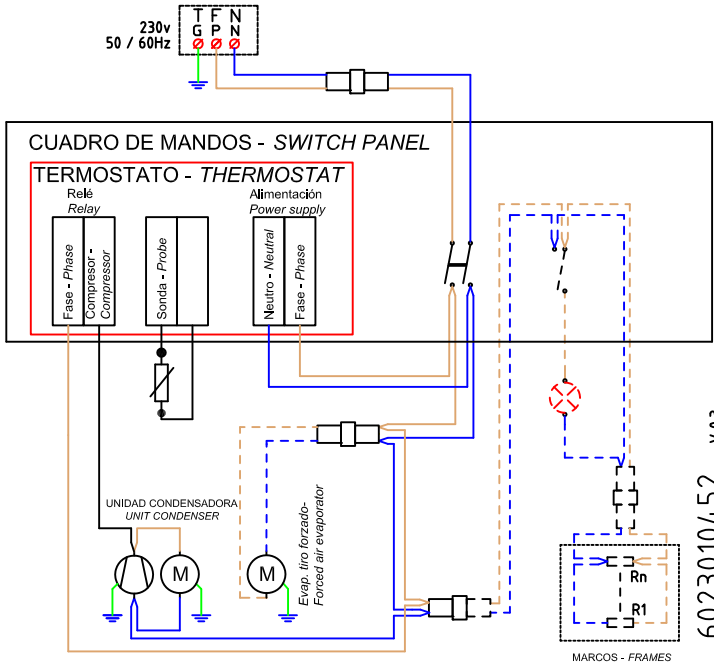 230v
50 / 60Hz
T F N
G P N
CUADRO DE MANDOS - SWITCH PANEL
TERMOSTATO - THERMOSTAT
Relé
Relay
Alimentación
Power supply
Fase - Phase
Compresor -
Compressor
Sonda - Probe
Neutro - Neutral
Fase - Phase
UNIDAD CONDENSADORA
UNIT CONDENSER
M
M
Evap. tiro forzado-
Forced air evaporator
Rn
R1
MARCOS - FRAMES
6023010452